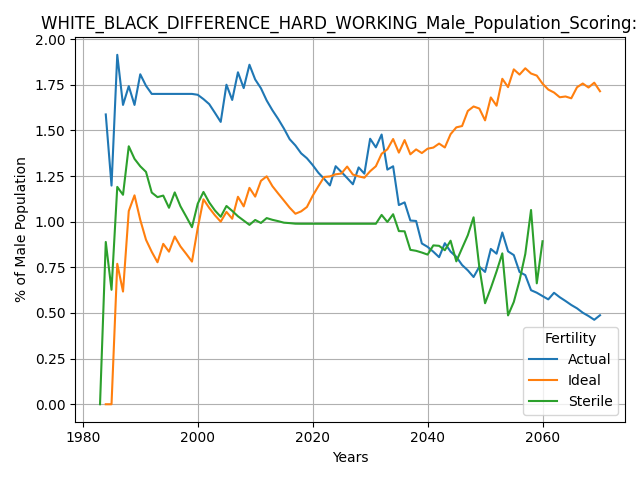 WHITE_BLACK_DIFFERENCE_HARD_WORKING_Male_Population_Scoring:
% of Male Population
2.00
1.75
1.50
1.25
1.00
0.75
0.50
0.25
0.00
Fertility
Actual
Ideal
Sterile
1980 2000 2020 2040 2060
Years